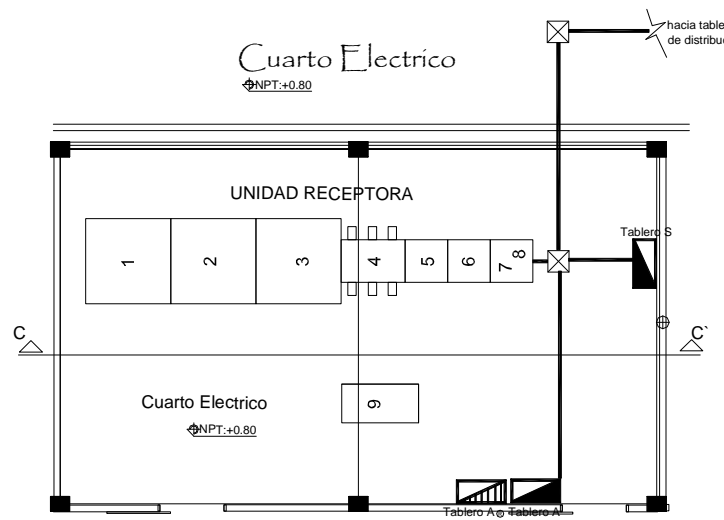 hacia table
de distribuc
Cuarto Electrico
NPT:+0.80
UNIDAD RECEPTORA
Tablero S
1 2 3 4 5 6 7 8
C C`
Cuarto Electrico
9
NPT:+0.80
Tablero A Tablero A